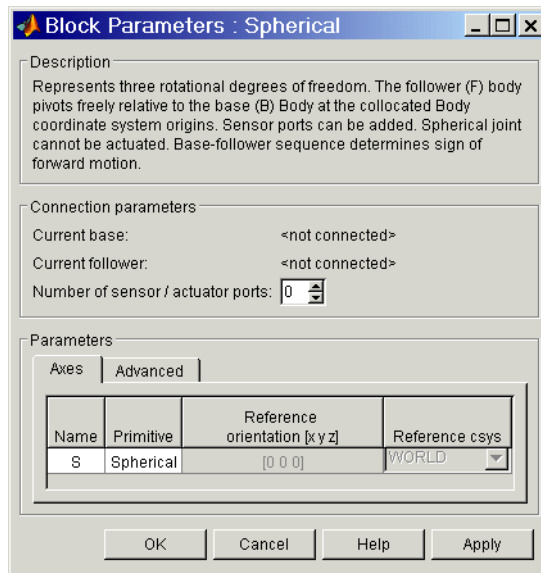 Block Parameters : Spherical
Description
Represents three rotational degrees of freedom. The follower (F) body
pivots freely relative to the base (B) Body at the collocated Body
coordinate system origins. Sensor ports can be added. Spherical joint
cannot be actuated. Base-follower sequence determines sign of
forward motion.
Connection parameters
Current base: <not connected>
Current follower: <not connected>
Number of sensor / actuator ports: 0
Parameters
Axes Advanced
Name Primitive Reference orientation [x y z] Reference csys
S Spherical [0 0 0] WORLD
OK Cancel Help Apply